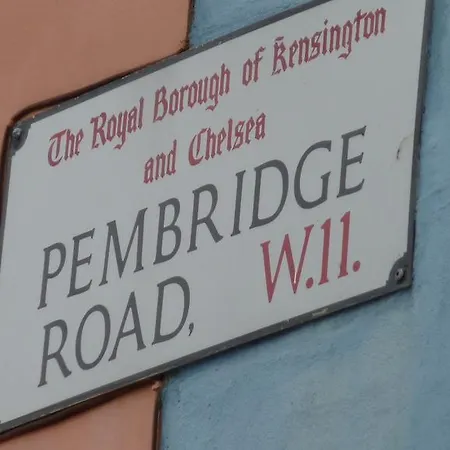 The Royal Borough of Kensington
and Chelsea
PEMBRIDGE
ROAD, W.11.